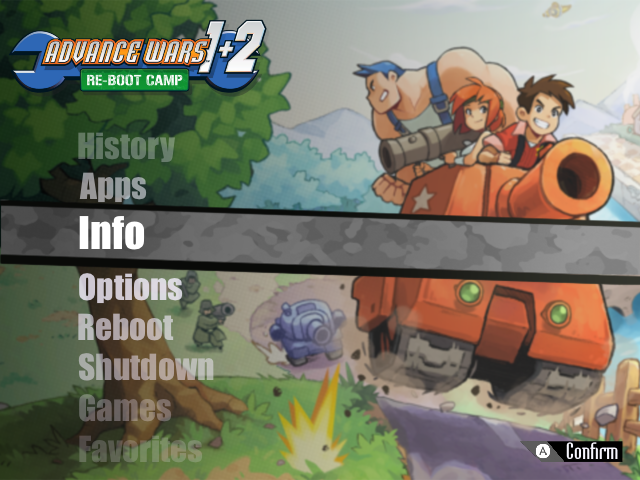 ADVANCE WARS 1+2
RE-BOOT CAMP
History
Apps
Info
Options
Reboot
Shutdown
Games
Favorites
A Confirm